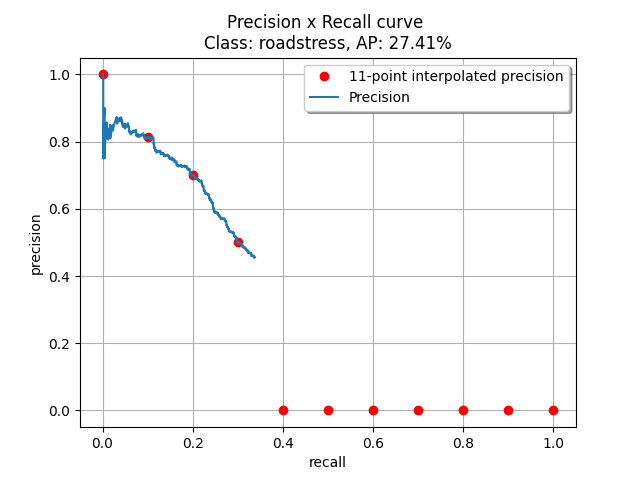 Precision x Recall curve
Class: roadstress, AP: 27.41%
11-point interpolated precision
Precision
1.0
0.8
0.6
0.4
0.2
0.0
precision
0.0 0.2 0.4 0.6 0.8 1.0
recall